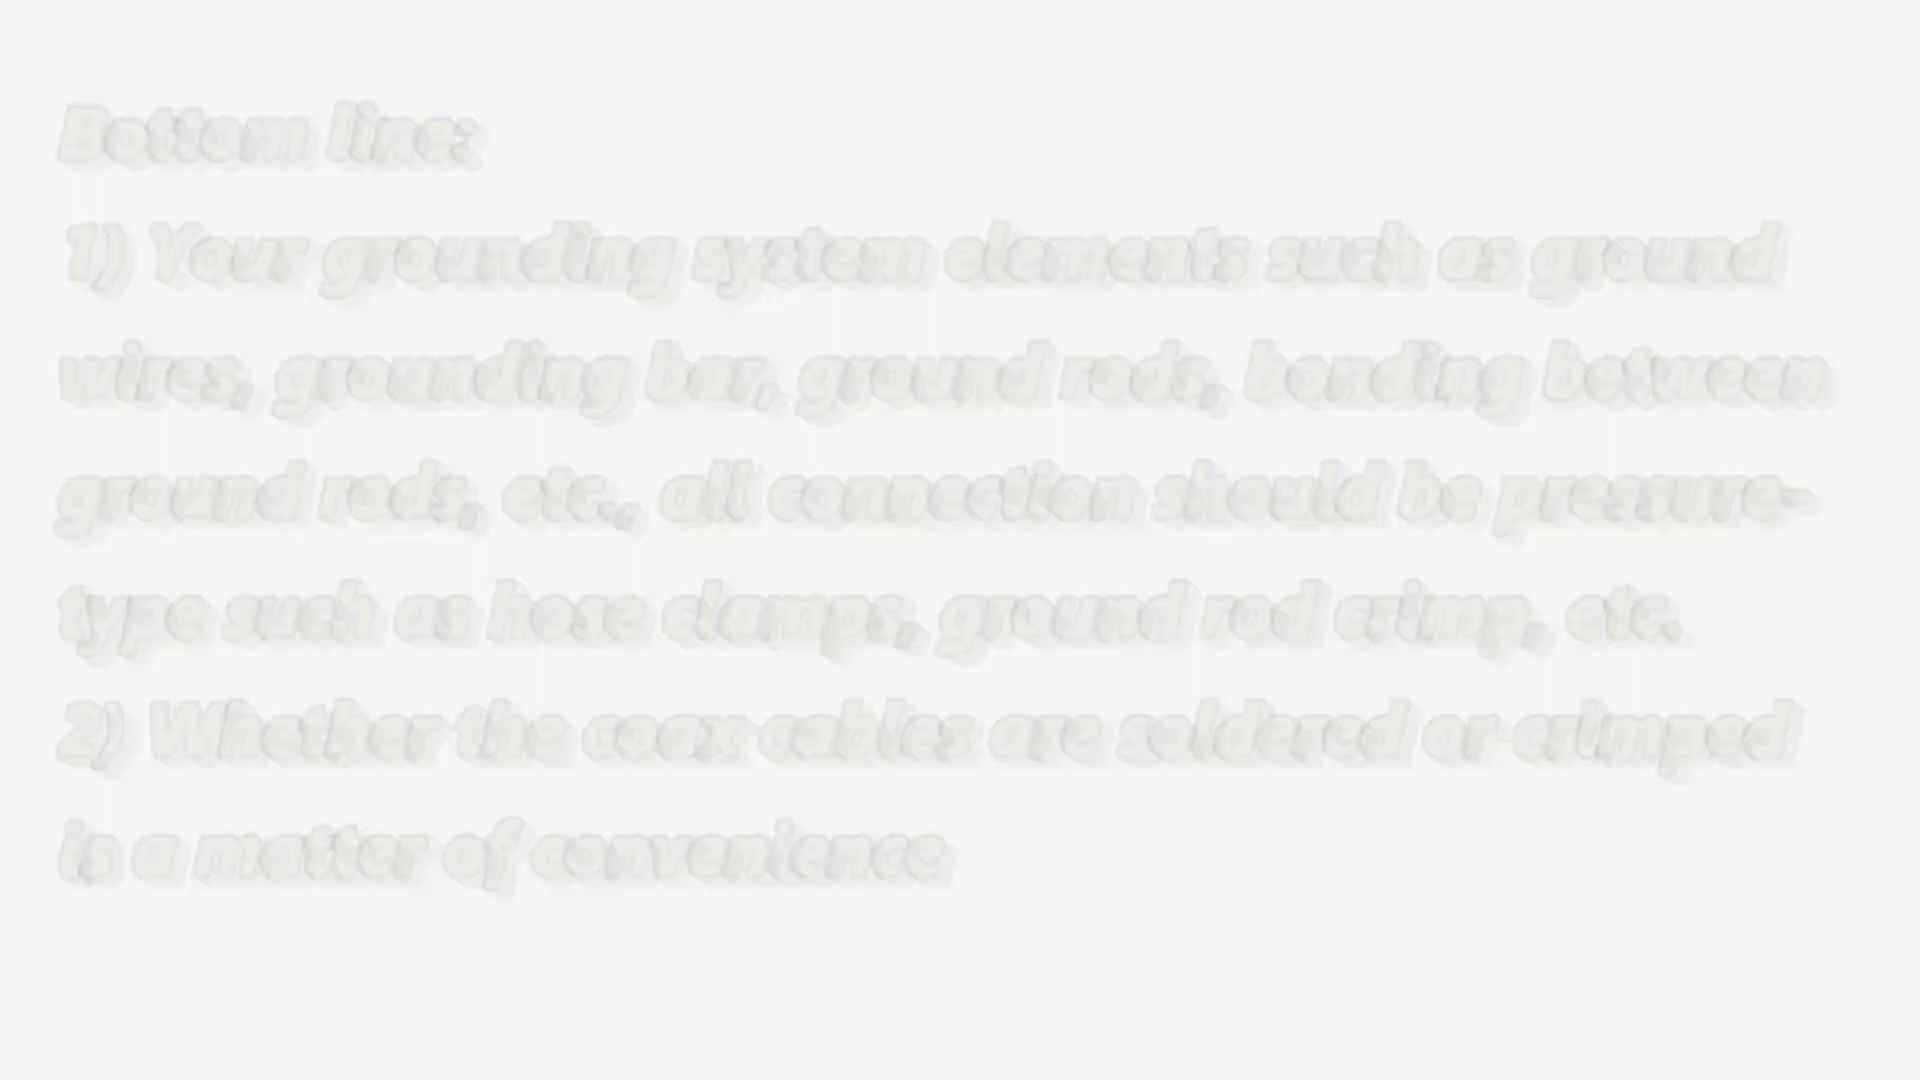 Bottom line:
1) Your grounding system elements such as ground
wires, grounding bar, ground rods, bonding between
ground rods, etc., all connection should be pressure-
type such as hose clamps, ground rod crimp, etc.
2) Whether the coax cables are soldered or crimped
is a matter of convenience